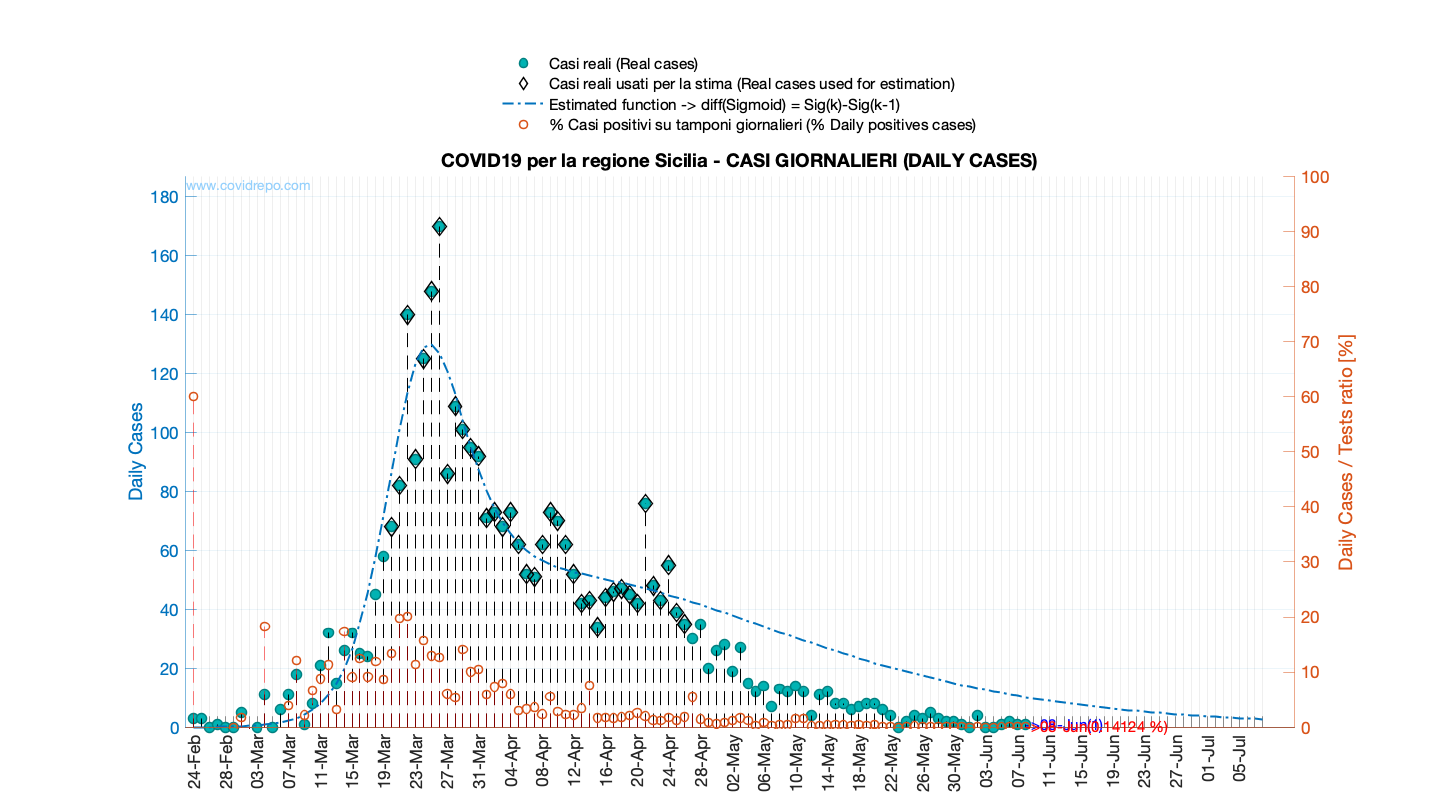 Casi reali (Real cases)
Casi reali usati per la stima (Real cases used for estimation)
Estimated function -> diff(Sigmoid) = Sig(k)-Sig(k-1)
% Casi positivi su tamponi giornalieri (% Daily positives cases)
COVID19 per la regione Sicilia - CASI GIORNALIERI (DAILY CASES)
www.covidrepo.com
Daily Cases
180
160
140
120
100
80
60
40
20
0
100
90
80
70
60
50
40
30
20
10
0
Daily Cases / Tests ratio [%]
24-Feb
28-Feb
03-Mar
07-Mar
11-Mar
15-Mar
19-Mar
23-Mar
27-Mar
31-Mar
04-Apr
08-Apr
12-Apr
16-Apr
20-Apr
24-Apr
28-Apr
02-May
06-May
10-May
14-May
18-May
22-May
26-May
30-May
03-Jun
07-Jun
11-Jun
15-Jun
19-Jun
23-Jun
27-Jun
01-Jul
05-Jul